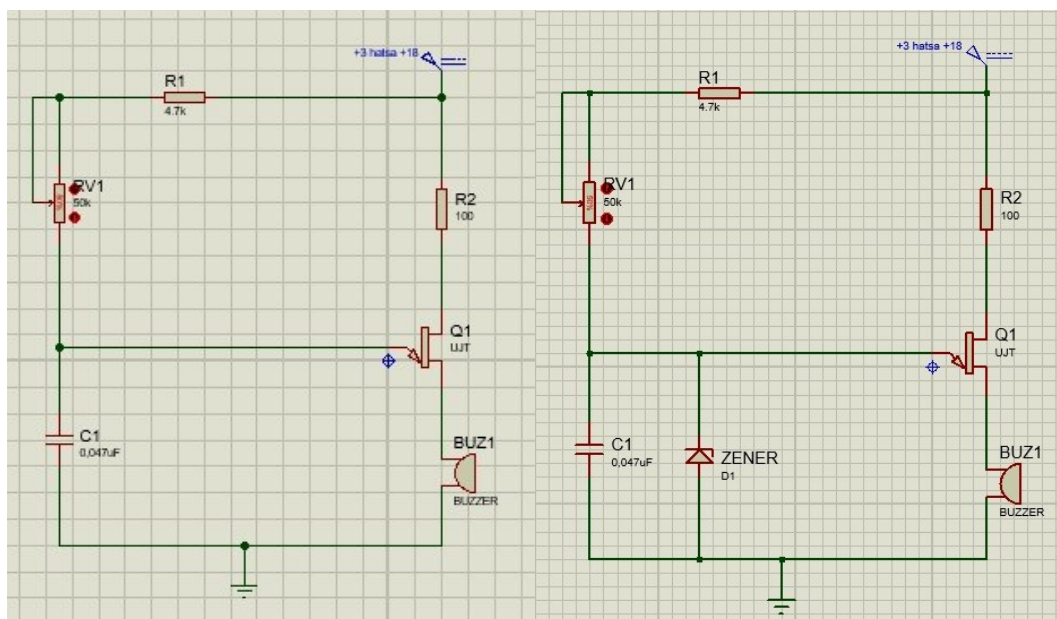 +3 hatsa +18
R1
4.7k
RV1
50k
R2
100
Q1
UJT
C1
0,047uF
BUZ1
BUZZER
+3 hatsa +18
R1
4.7k
RV1
50k
R2
100
Q1
UJT
C1
0,047uF
ZENER
D1
BUZ1
BUZZER